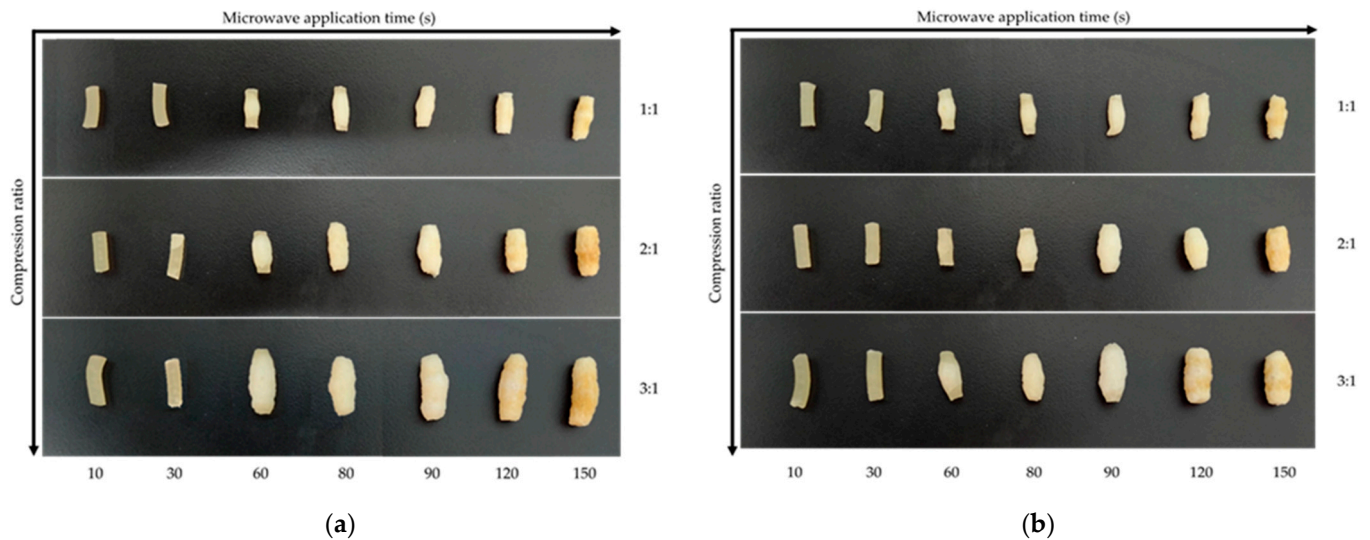 Microwave application time (s)
Compression ratio
1:1
2:1
3:1
10 30 60 80 90 120 150
(a)
Microwave application time (s)
Compression ratio
1:1
2:1
3:1
10 30 60 80 90 120 150
(b)